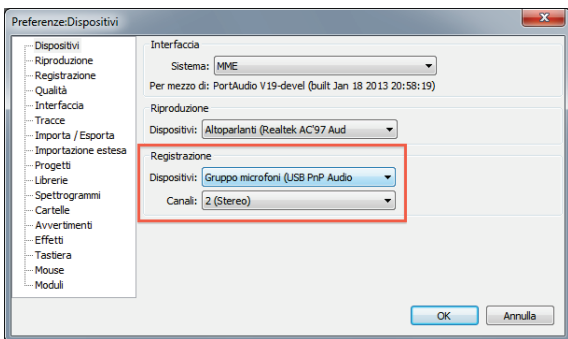 Preferenze:Dispositivi
Dispositivi
Riproduzione
Registrazione
Qualità
Interfaccia
Tracce
Importa / Esporta
Importazione estesa
Progetti
Librerie
Spettrogrammi
Cartelle
Avvertimenti
Effetti
Tastiera
Mouse
Moduli
Interfaccia
Sistema: MME
Per mezzo di: PortAudio V19-devel (built Jan 18 2013 20:58:19)
Riproduzione
Dispositivi: Altoparlanti (Realtek AC'97 Aud
Registrazione
Dispositivi: Gruppo microfoni (USB PnP Audio
Canali: 2 (Stereo)
OK Annulla